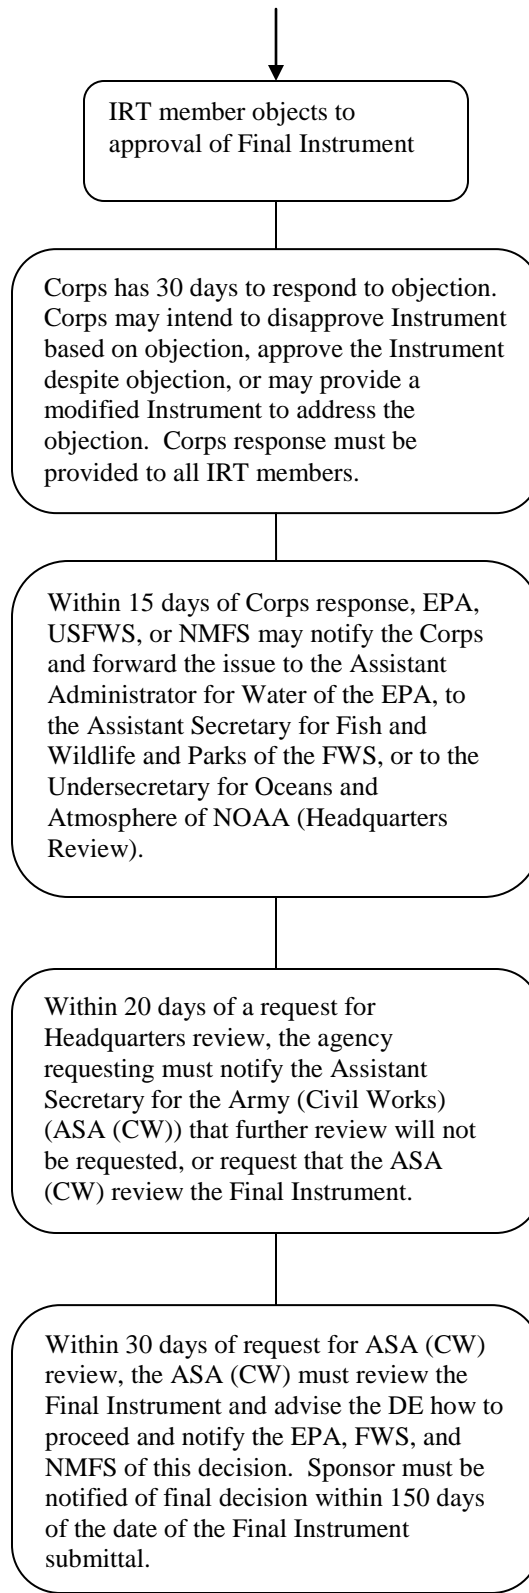 IRT member objects to
approval of Final Instrument
Corps has 30 days to respond to objection.
Corps may intend to disapprove Instrument
based on objection, approve the Instrument
despite objection, or may provide a
modified Instrument to address the
objection.  Corps response must be
provided to all IRT members.
Within 15 days of Corps response, EPA,
USFWS, or NMFS may notify the Corps
and forward the issue to the Assistant
Administrator for Water of the EPA, to
the Assistant Secretary for Fish and
Wildlife and Parks of the FWS, or to the
Undersecretary for Oceans and
Atmosphere of NOAA (Headquarters
Review).
Within 20 days of a request for
Headquarters review, the agency
requesting must notify the Assistant
Secretary for the Army (Civil Works)
(ASA (CW)) that further review will not
be requested, or request that the ASA
(CW) review the Final Instrument.
Within 30 days of request for ASA (CW)
review, the ASA (CW) must review the
Final Instrument and advise the DE how to
proceed and notify the EPA, FWS, and
NMFS of this decision.  Sponsor must be
notified of final decision within 150 days
of the date of the Final Instrument
submittal.